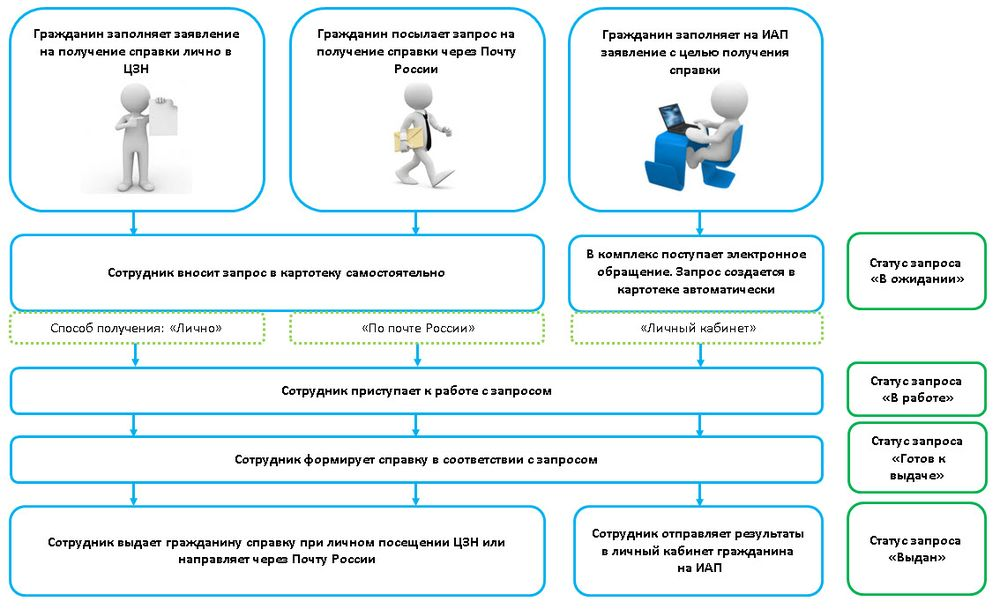 Гражданин заполняет заявление
на получение справки лично в
ЦЗН
Гражданин посылает запрос на
получение справки через Почту
России
Гражданин заполняет на ИАП
заявление с целью получения
справки
Сотрудник вносит запрос в картотеку самостоятельно
В комплекс поступает электронное
обращение. Запрос создается в
картотеке автоматически
Статус запроса
«В ожидании»
Способ получения: «Лично»
«По почте России»
«Личный кабинет»
Сотрудник приступает к работе с запросом
Статус запроса
«В работе»
Сотрудник формирует справку в соответствии с запросом
Статус запроса
«Готов к
выдаче»
Сотрудник выдает гражданину справку при личном посещении ЦЗН или
направляет через Почту России
Сотрудник отправляет результаты
в личный кабинет гражданина
на ИАП
Статус запроса
«Выдан»